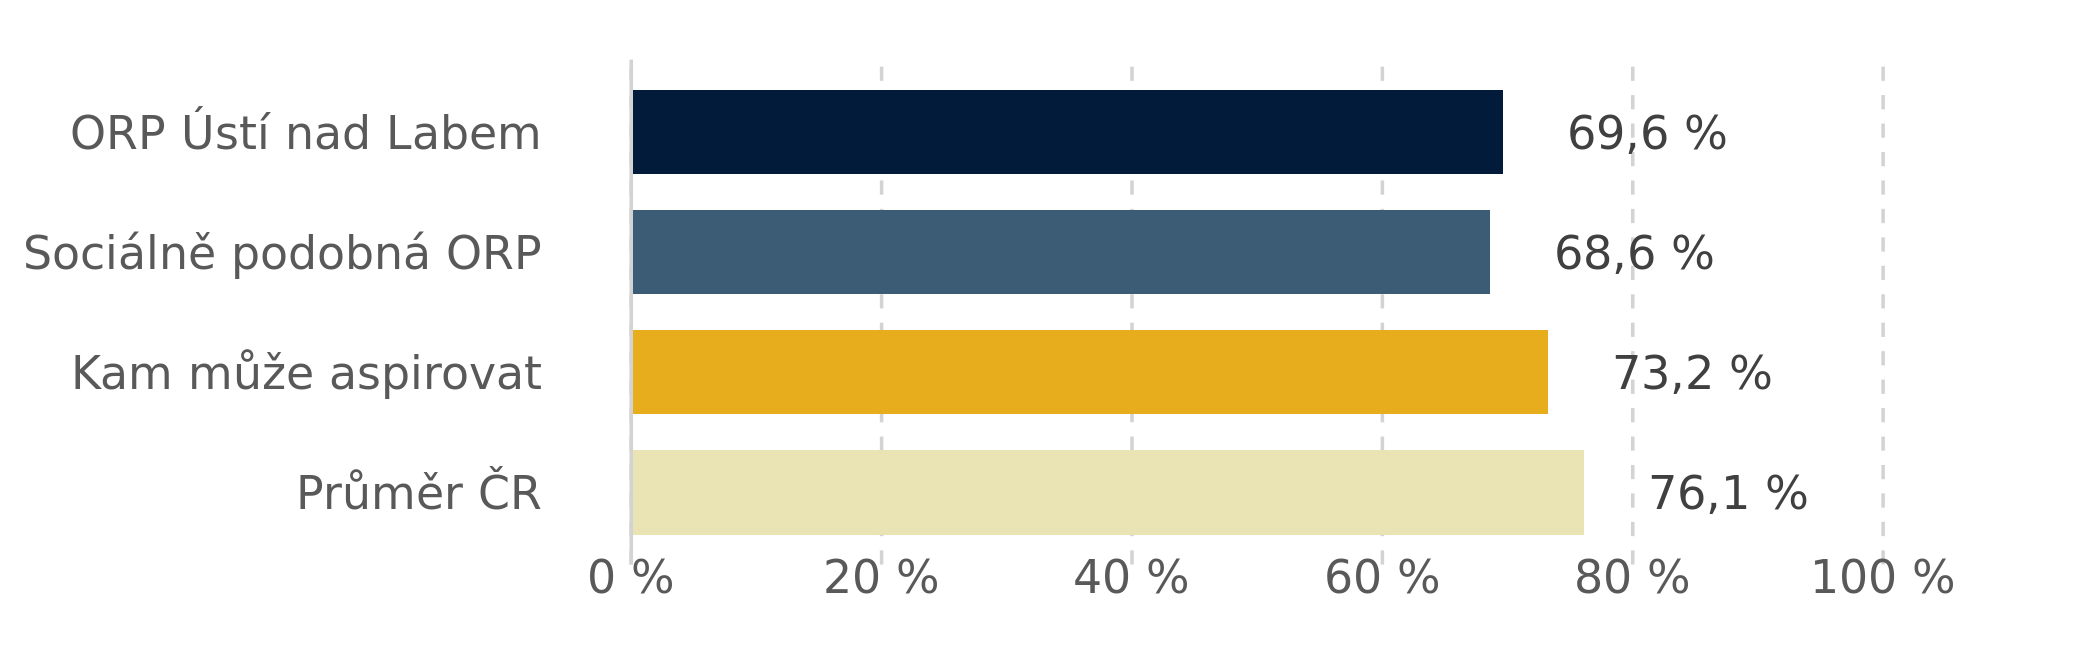 ORP Ústí nad Labem 69,6 %
Sociálně podobná ORP 68,6 %
Kam může aspirovat 73,2 %
Průměr ČR 76,1 %
0 % 20 % 40 % 60 % 80 % 100 %